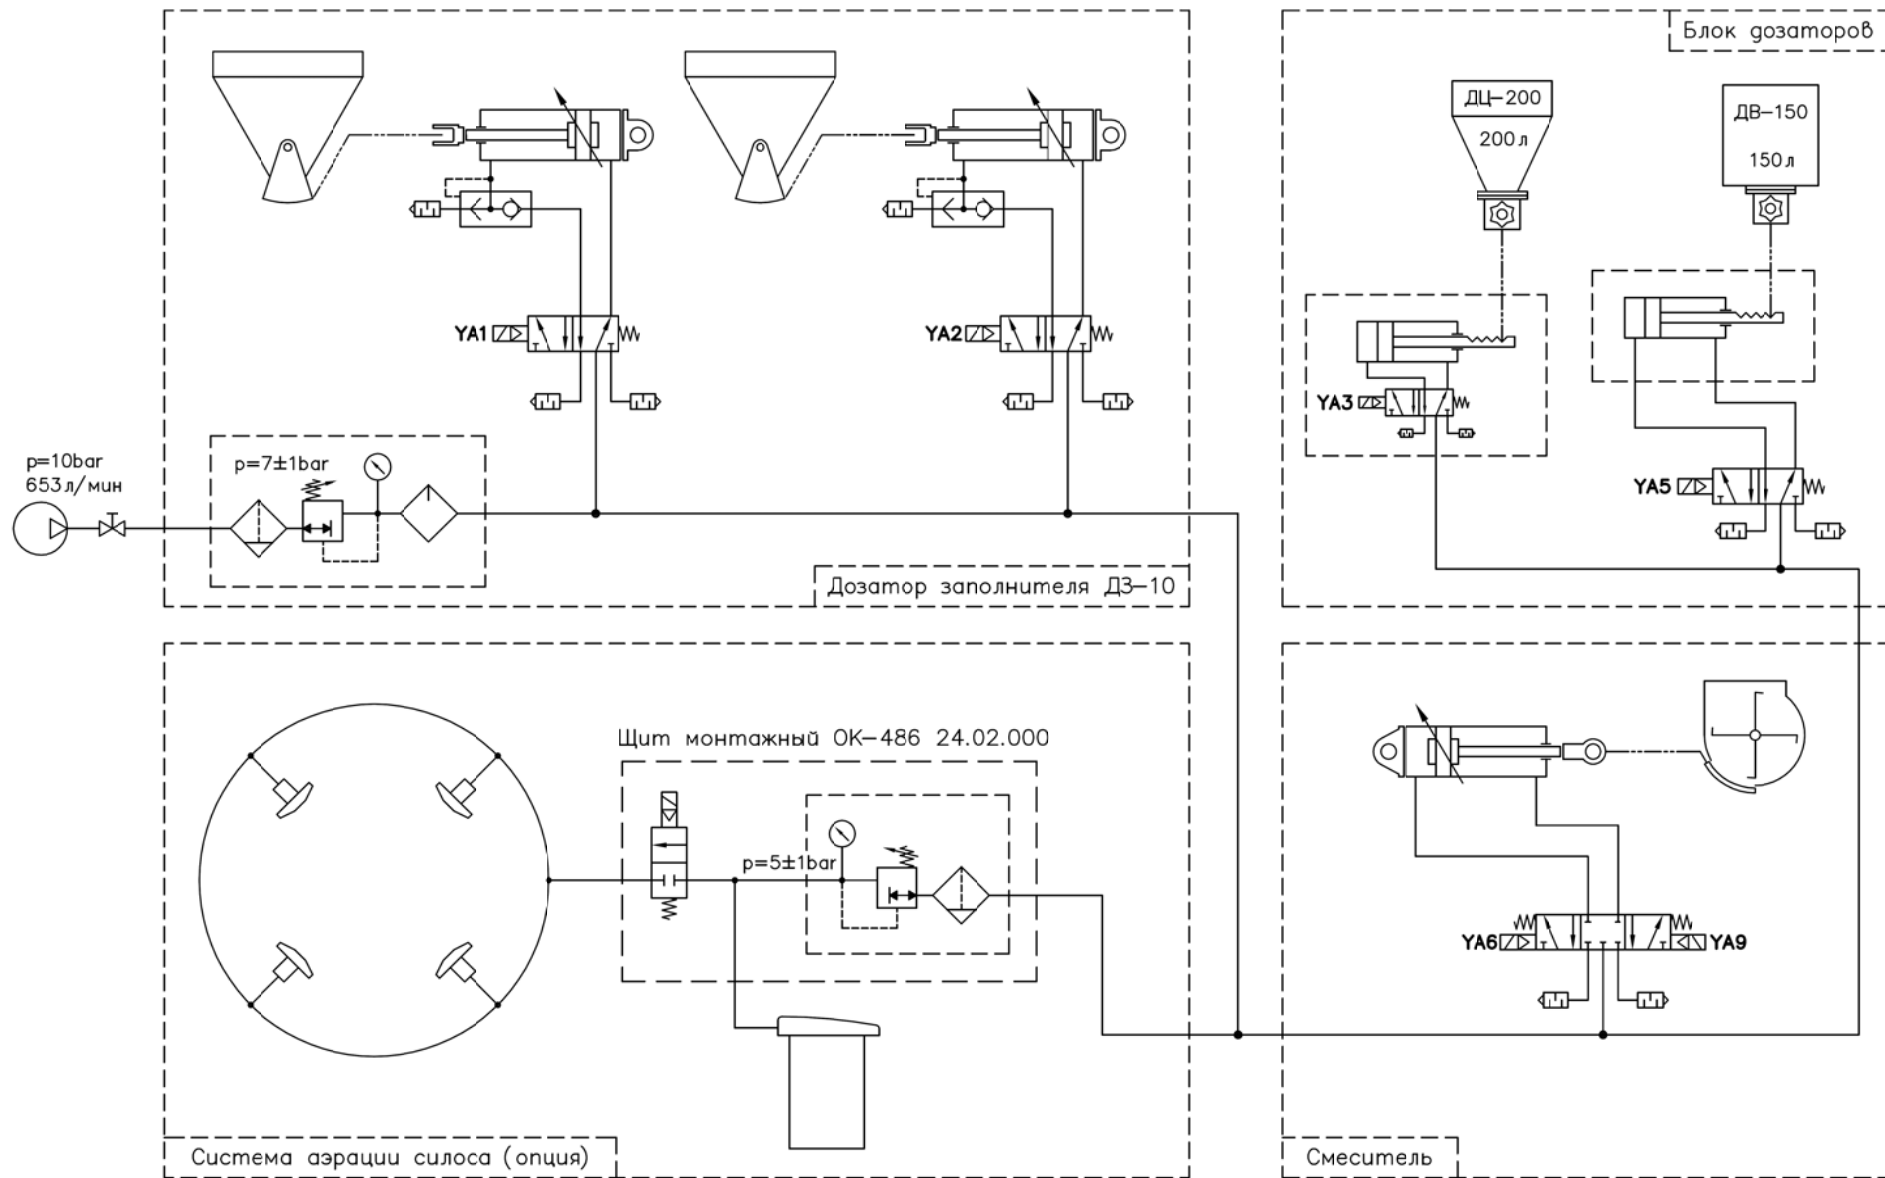 Блок дозаторов
ДЦ–200
200 л
ДВ–150
150 л
YA1
YA2
YA3
YA5
p=10bar
653 л/мин
p=7±1bar
Дозатор заполнителя ДЗ–10
Щит монтажный ОК–486 24.02.000
p=5±1bar
YA6
YA9
Система аэрации силоса (опция)
Смеситель